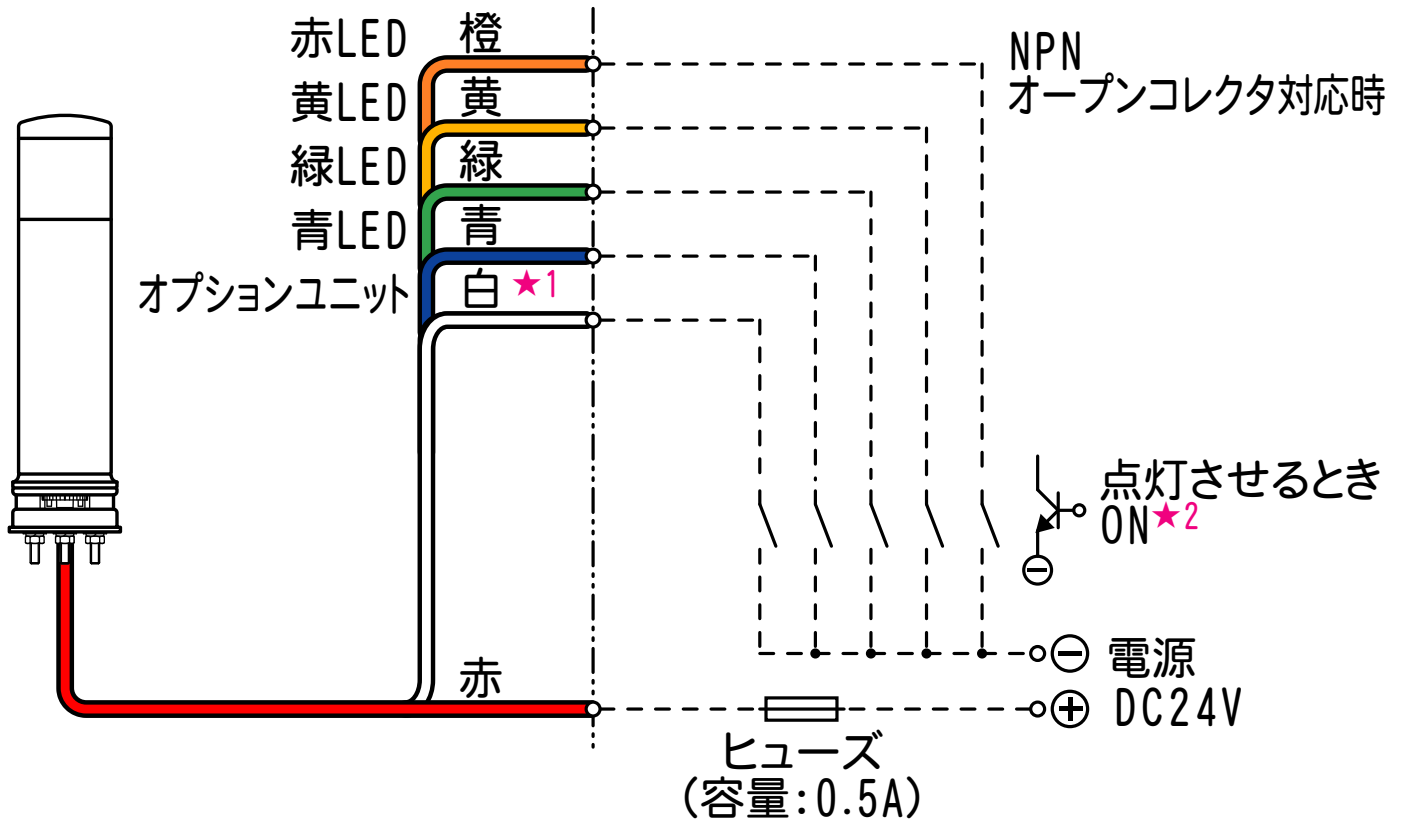 赤LED 橙
黄LED 黄
緑LED 緑
青LED 青
オプションユニット 白 ★1
NPN
オープンコレクタ対応時
点灯させるとき
ON★2
電源
DC24V
赤
ヒューズ
(容量:0.5A)